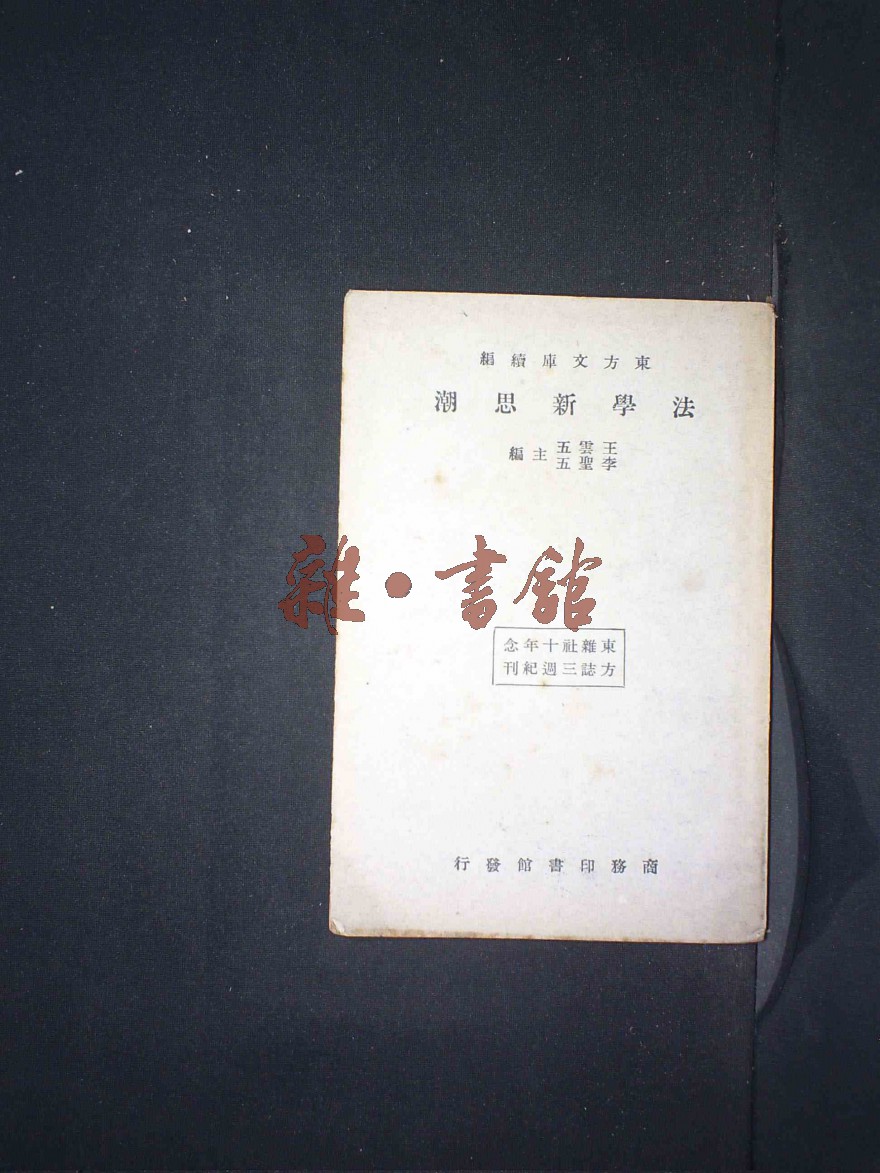 東方文庫續編
法學新思潮
王雲五
李聖五
主編
雜·書館
東雜社十年念
方誌三週紀刊
商務印書館發行